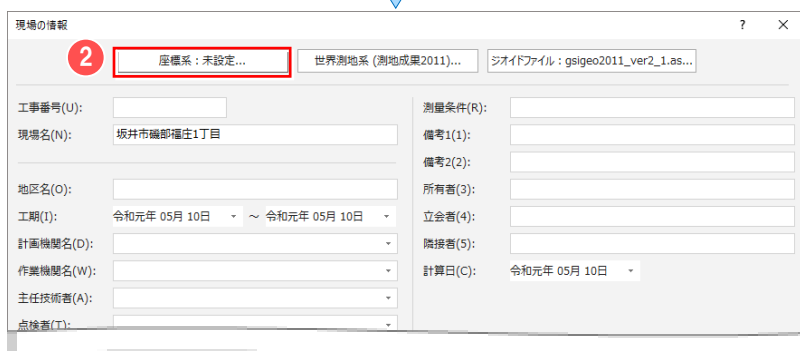 現場の情報 ? ×
2 座標系：未設定... 世界測地系 (測地成果2011)... ジオイドファイル：gsigeo2011_ver2_1.as...
工事番号(U): 測量条件(R):
現場名(N): 坂井市磯部福庄1丁目 備考1(1):
備考2(2):
地区名(O): 所有者(3):
工期(I): 令和元年 05月 10日 ～ 令和元年 05月 10日 立会者(4):
計画機関名(D): 隣接者(5):
作業機関名(W): 計算日(C): 令和元年 05月 10日
主任技術者(A):
点検者(T):